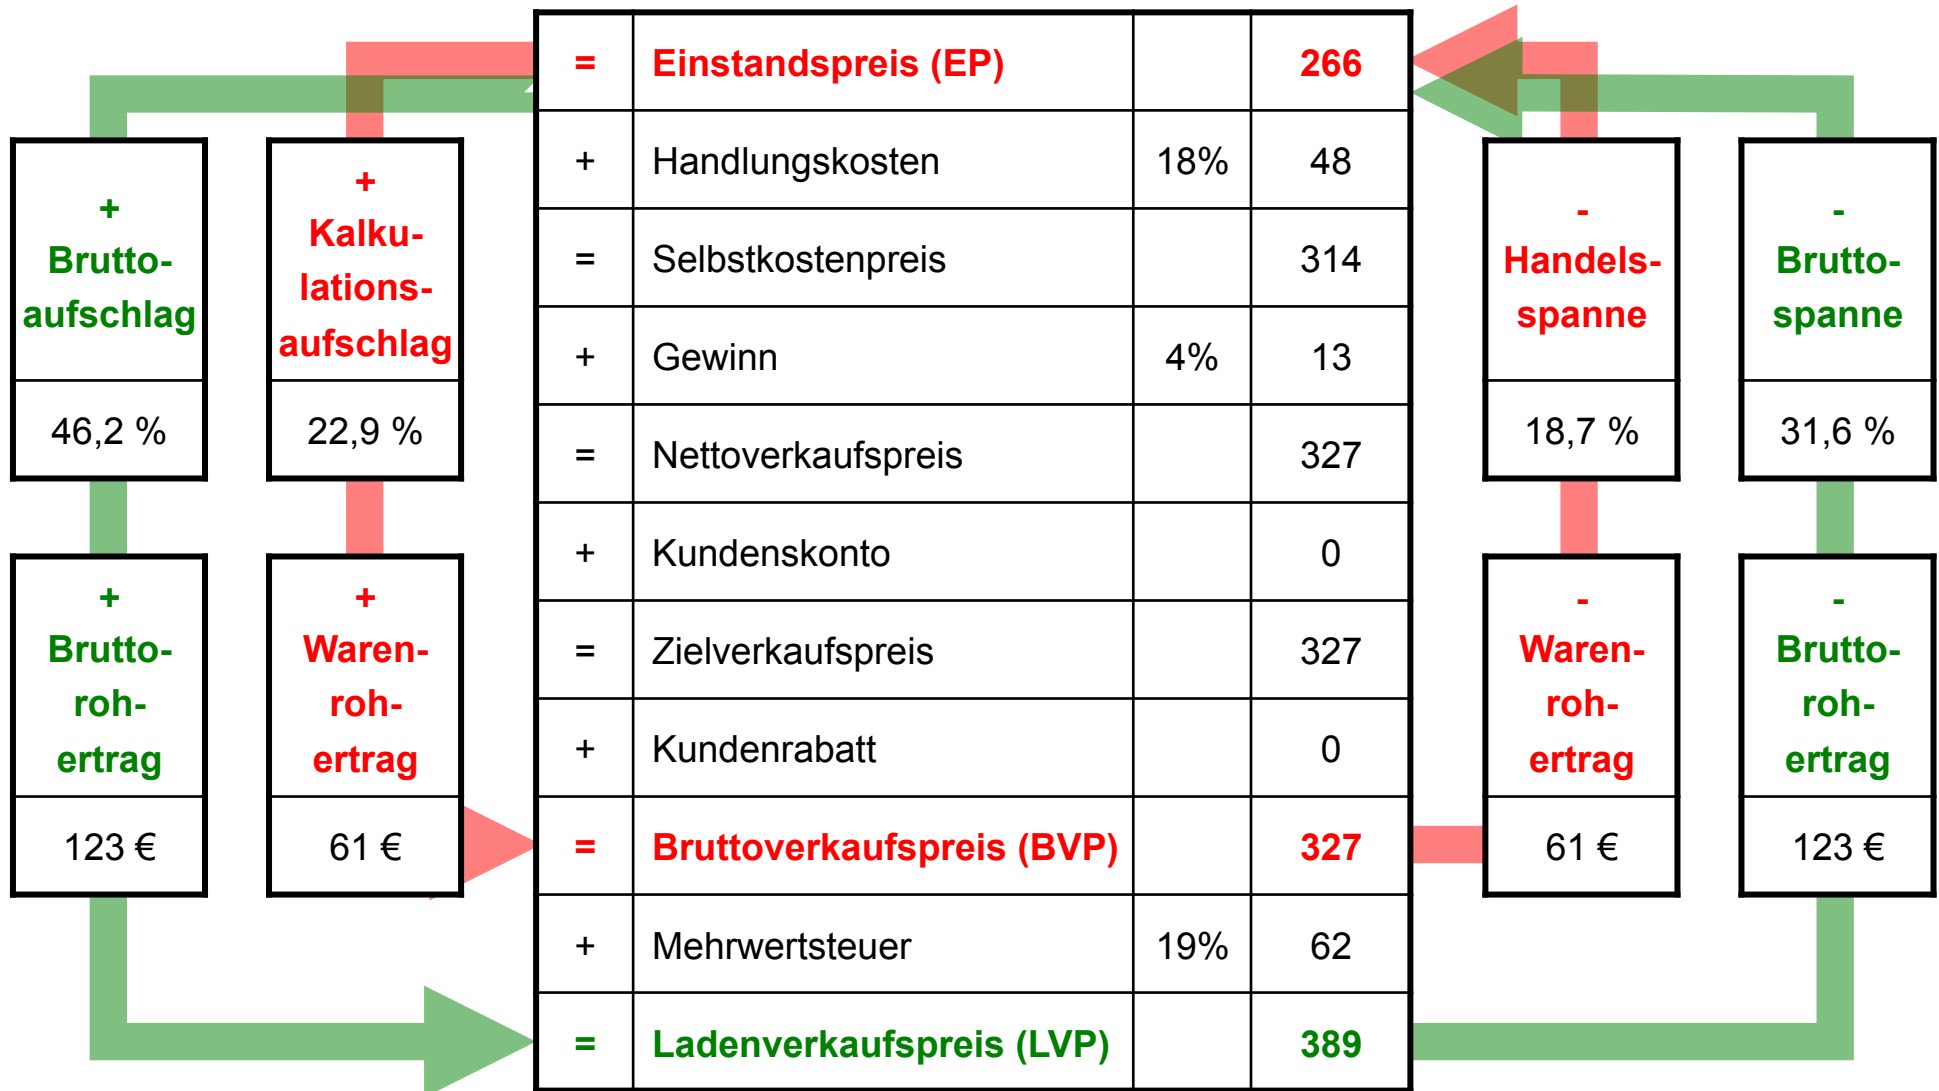 = Einstandspreis (EP) 266
+ Handlungskosten 18% 48
= Selbstkostenpreis 314
+ Gewinn 4% 13
= Nettoverkaufspreis 327
+ Kundenskonto 0
= Zielverkaufspreis 327
+ Kundenrabatt 0
= Bruttoverkaufspreis (BVP) 327
+ Mehrwertsteuer 19% 62
= Ladenverkaufspreis (LVP) 389
+
Brutto-
aufschlag
46,2 %
+
Brutto-
roh-
ertrag
123 €
+
Kalku-
lations-
aufschlag
22,9 %
+
Waren-
roh-
ertrag
61 €
-
Handels-
spanne
18,7 %
-
Waren-
roh-
ertrag
61 €
-
Brutto-
spanne
31,6 %
-
Brutto-
roh-
ertrag
123 €